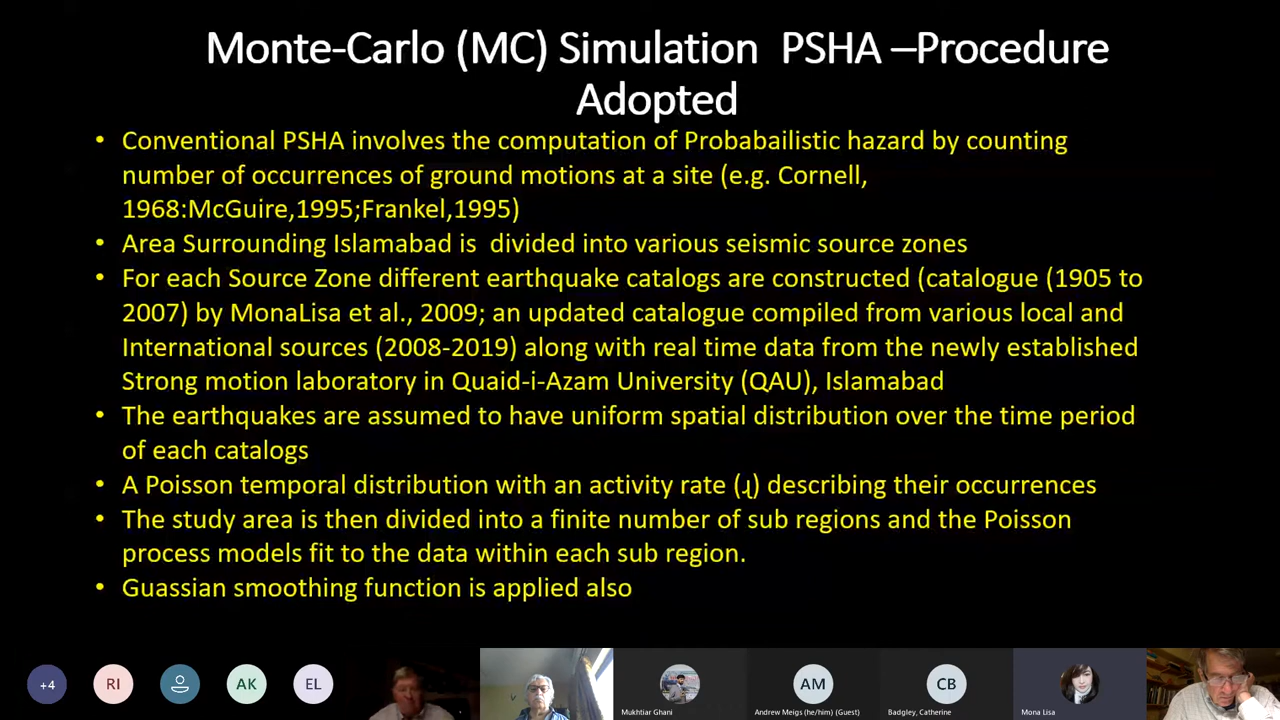 Monte-Carlo (MC) Simulation PSHA –Procedure
Adopted
• Conventional PSHA involves the computation of Probabailistic hazard by counting
number of occurrences of ground motions at a site (e.g. Cornell,
1968:McGuire,1995;Frankel,1995)
• Area Surrounding Islamabad is divided into various seismic source zones
• For each Source Zone different earthquake catalogs are constructed (catalogue (1905 to
2007) by MonaLisa et al., 2009; an updated catalogue compiled from various local and
International sources (2008-2019) along with real time data from the newly established
Strong motion laboratory in Quaid-i-Azam University (QAU), Islamabad
• The earthquakes are assumed to have uniform spatial distribution over the time period
of each catalogs
• A Poisson temporal distribution with an activity rate (ɻ) describing their occurrences
• The study area is then divided into a finite number of sub regions and the Poisson
process models fit to the data within each sub region.
• Guassian smoothing function is applied also
+4
RI
AK
EL
Mukhtiar Ghani
AM
Andrew Meigs (he/him) (Guest)
CB
Badgley, Catherine
Mona Lisa